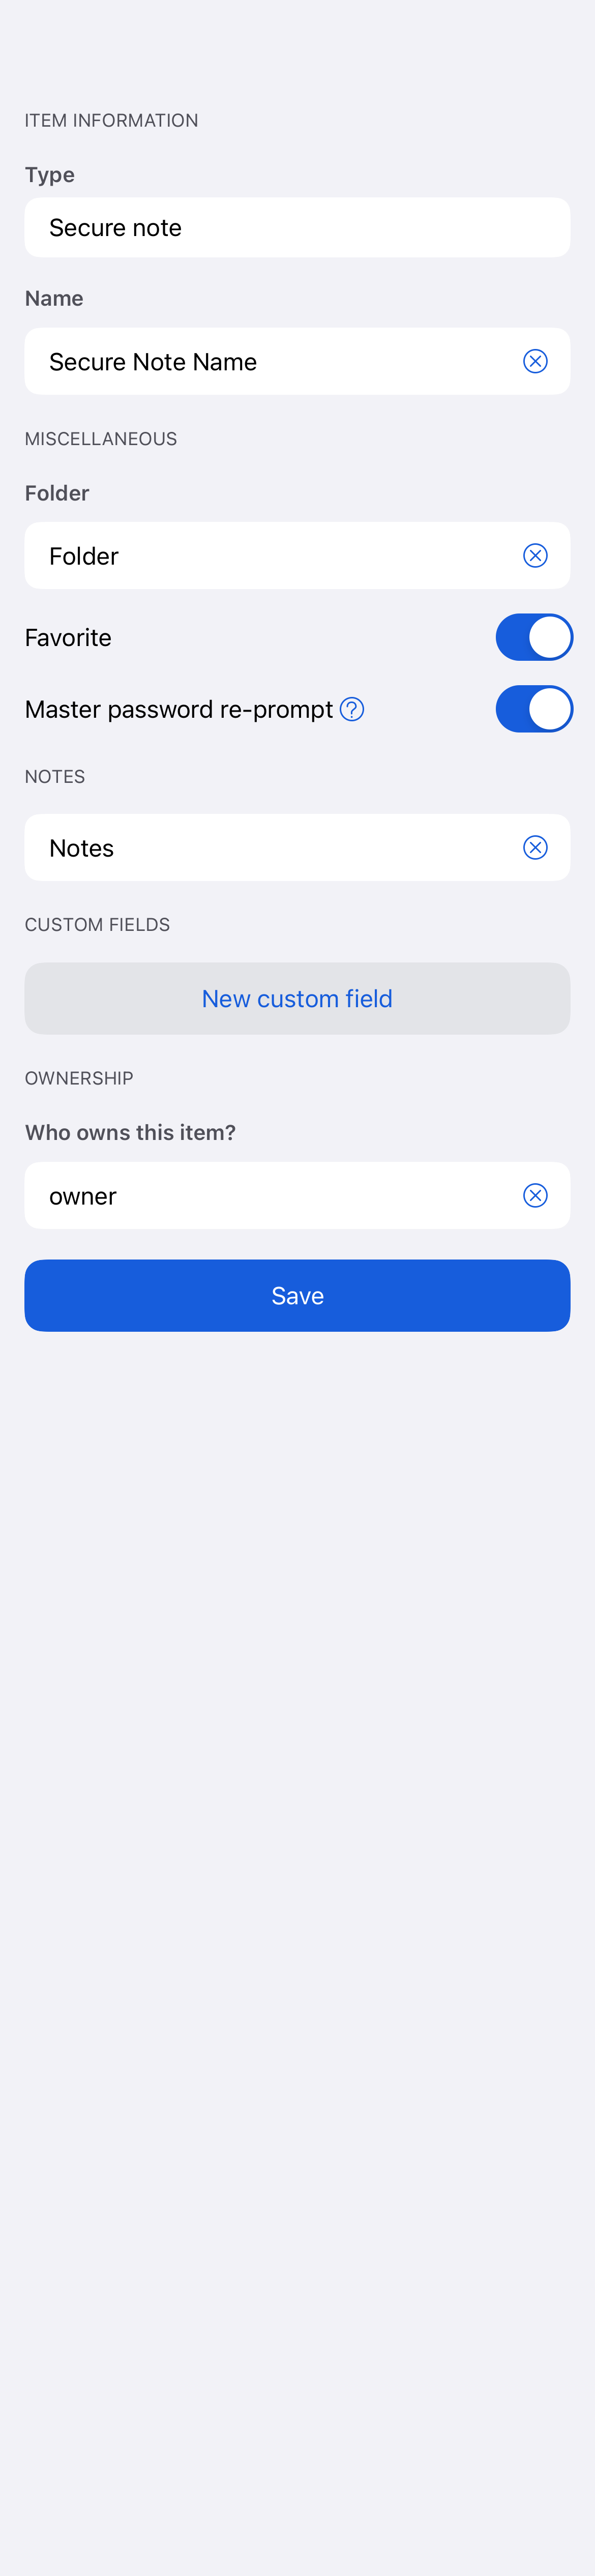 ITEM INFORMATION
Type
Secure note
Name
Secure Note Name
MISCELLANEOUS
Folder
Folder
Favorite
Master password re-prompt ?
NOTES
Notes
CUSTOM FIELDS
New custom field
OWNERSHIP
Who owns this item?
owner
Save